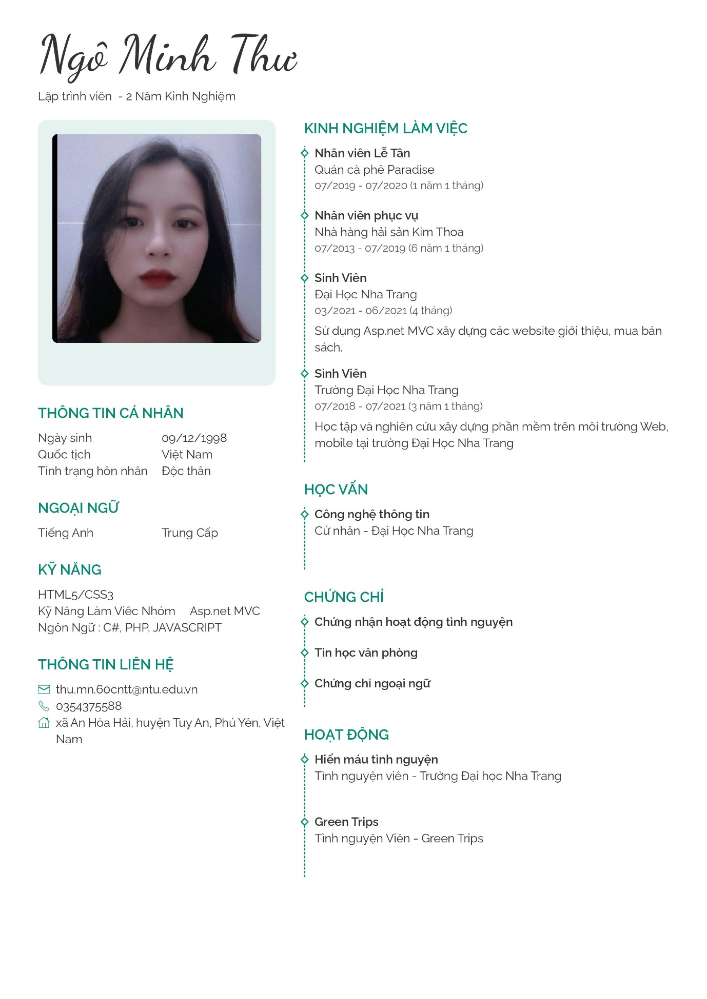 Ngô Minh Thư
Lập trình viên - 2 Năm Kinh Nghiệm
THÔNG TIN CÁ NHÂN
Ngày sinh 09/12/1998
Quốc tịch Việt Nam
Tình trạng hôn nhân Độc thân
NGOẠI NGỮ
Tiếng Anh Trung Cấp
KỸ NĂNG
HTML5/CSS3
Kỹ Năng Làm Viêc Nhóm Asp.net MVC
Ngôn Ngữ : C#, PHP, JAVASCRIPT
THÔNG TIN LIÊN HỆ
thu.mn.60cntt@ntu.edu.vn
0354375588
xã An Hòa Hải, huyện Tuy An, Phú Yên, Việt
Nam
KINH NGHIỆM LÀM VIỆC
Nhân viên Lễ Tân
Quán cà phê Paradise
07/2019 - 07/2020 (1 năm 1 tháng)
Nhân viên phục vụ
Nhà hàng hải sản Kim Thoa
07/2013 - 07/2019 (6 năm 1 tháng)
Sinh Viên
Đại Học Nha Trang
03/2021 - 06/2021 (4 tháng)
Sử dụng Asp.net MVC xây dựng các website giới thiệu, mua bán
sách.
Sinh Viên
Trường Đại Học Nha Trang
07/2018 - 07/2021 (3 năm 1 tháng)
Học tập và nghiên cứu xây dựng phần mềm trên môi trường Web,
mobile tại trường Đại Học Nha Trang
HỌC VẤN
Công nghệ thông tin
Cử nhân - Đại Học Nha Trang
CHỨNG CHỈ
Chứng nhận hoạt động tình nguyện
Tin học văn phòng
Chứng chỉ ngoại ngữ
HOẠT ĐỘNG
Hiến máu tình nguyện
Tình nguyện viên - Trường Đại học Nha Trang
Green Trips
Tình nguyện Viên - Green Trips